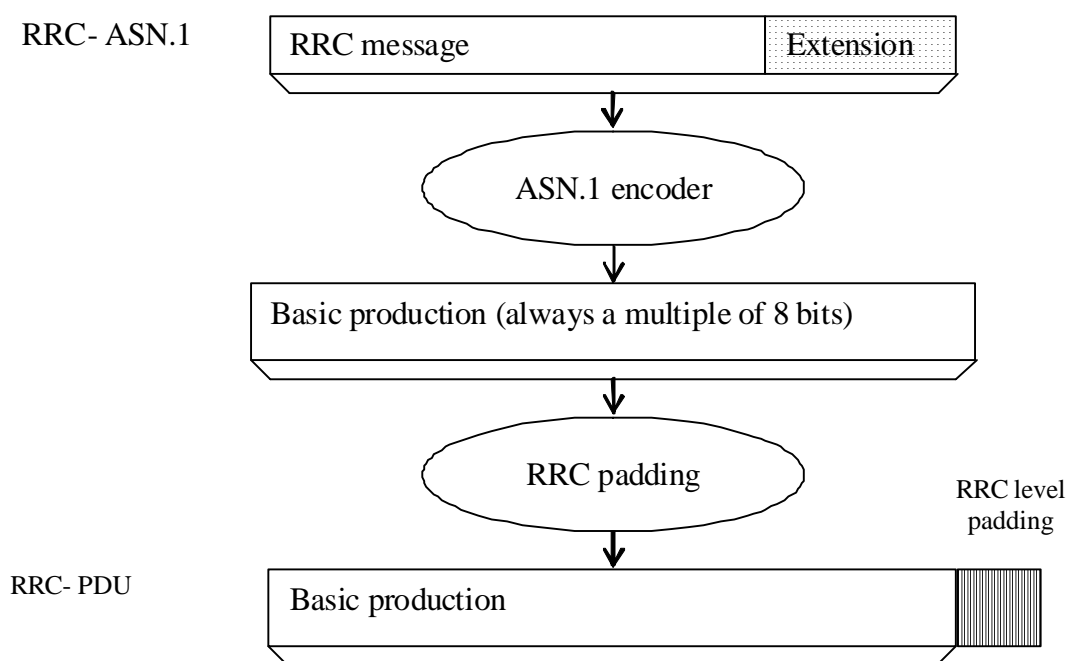 RRC- ASN.1
RRC message
Extension
ASN.1 encoder
Basic production (always a multiple of 8 bits)
RRC padding
RRC level
padding
RRC- PDU
Basic production